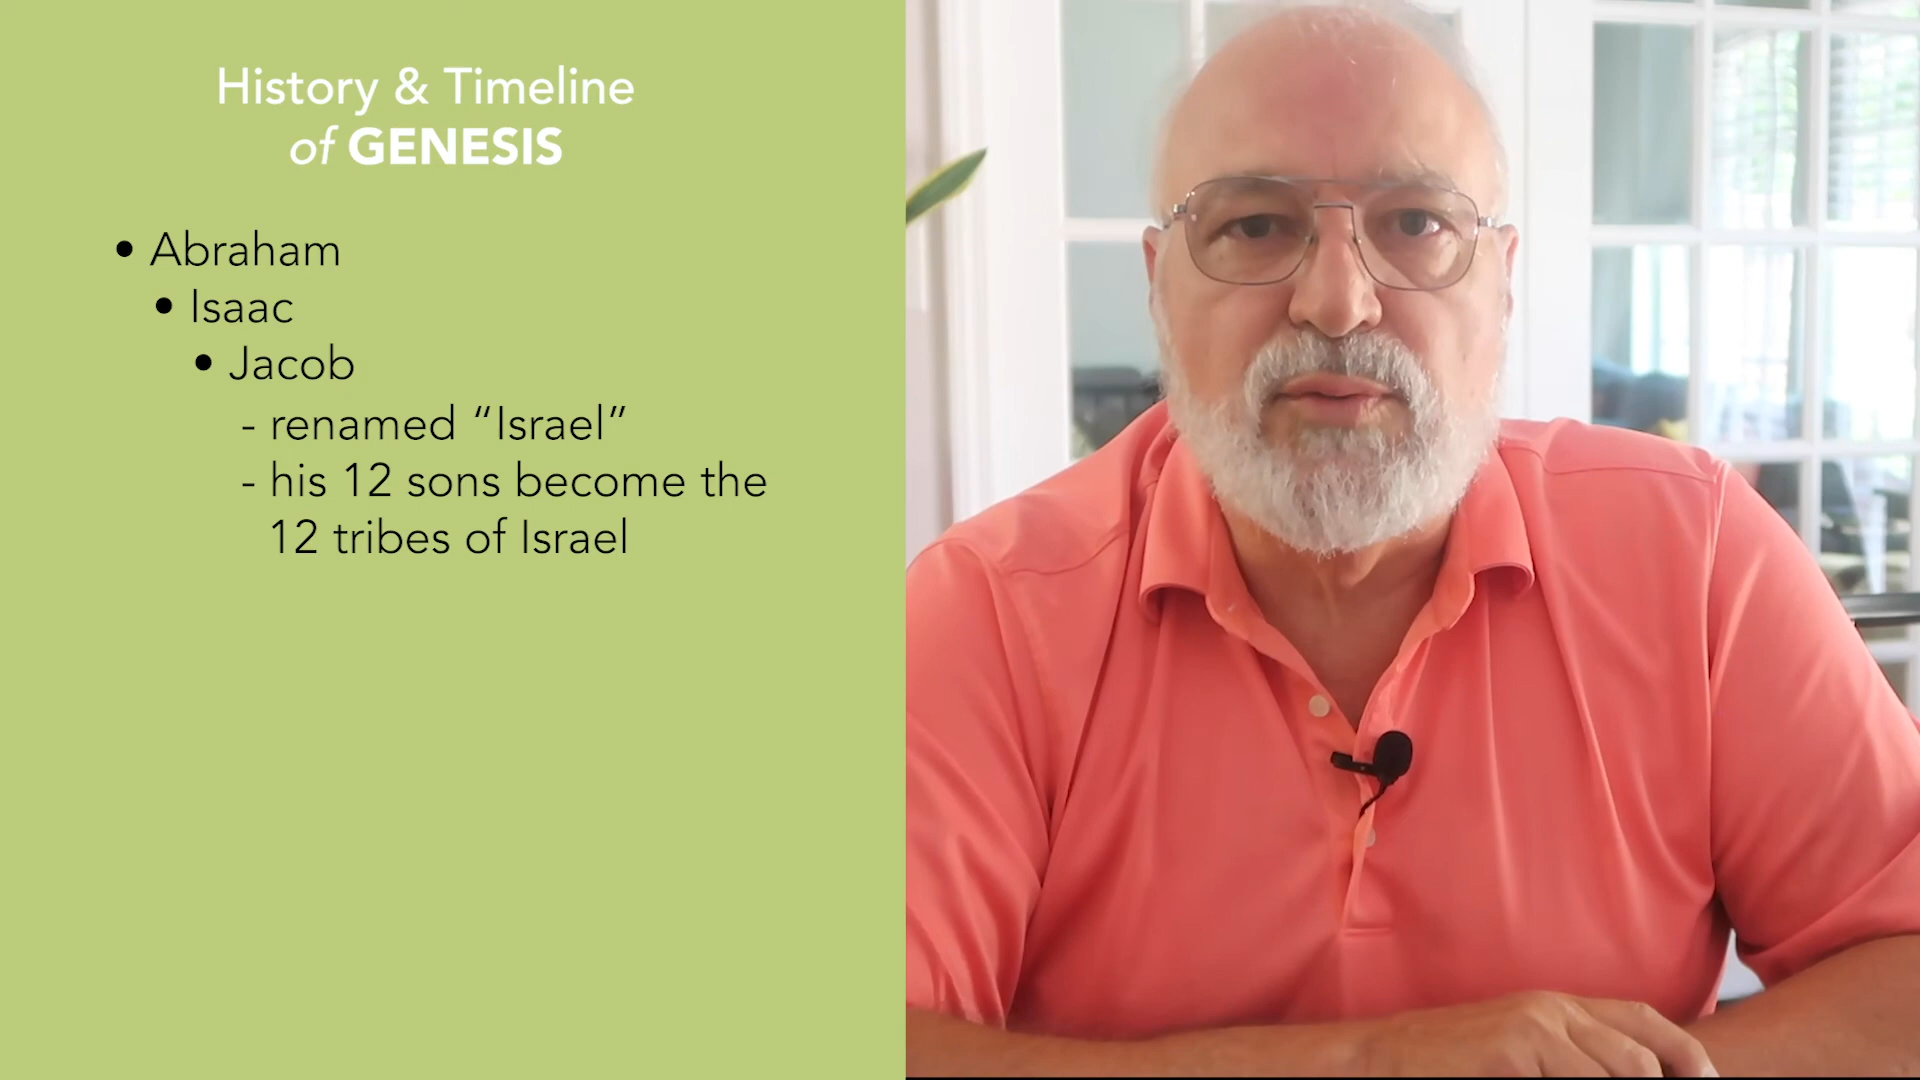 History & Timeline
of GENESIS
• Abraham
• Isaac
• Jacob
- renamed “Israel”
- his 12 sons become the
12 tribes of Israel